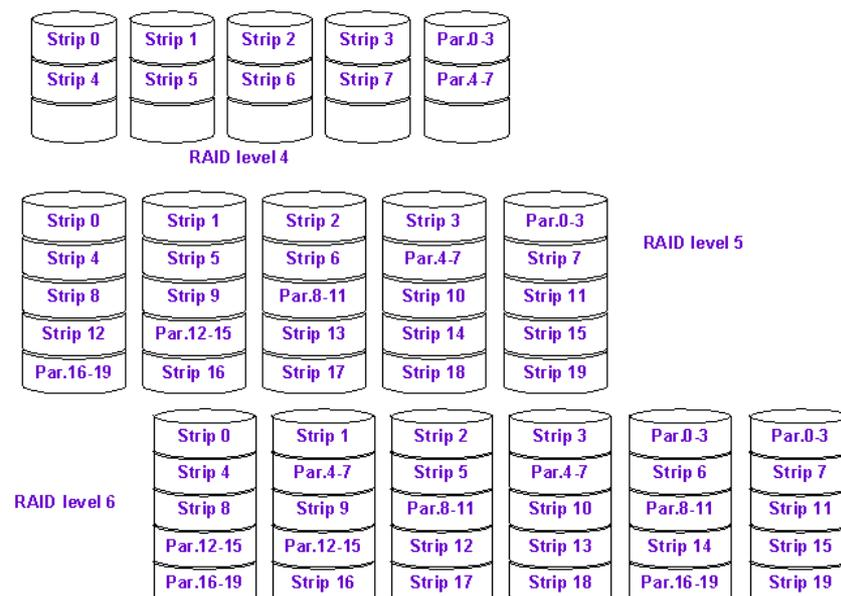 Strip 0 Strip 1 Strip 2 Strip 3 Par.0-3
Strip 4 Strip 5 Strip 6 Strip 7 Par.4-7
RAID level 4
Strip 0 Strip 1 Strip 2 Strip 3 Par.0-3
RAID level 5
Strip 4 Strip 5 Strip 6 Par.4-7 Strip 7
Strip 8 Strip 9 Par.8-11 Strip 10 Strip 11
Strip 12 Par.12-15 Strip 13 Strip 14 Strip 15
Par.16-19 Strip 16 Strip 17 Strip 18 Strip 19
Strip 0 Strip 1 Strip 2 Strip 3 Par.0-3 Par.0-3
Strip 4 Par.4-7 Strip 5 Par.4-7 Strip 6 Strip 7
RAID level 6
Strip 8 Strip 9 Par.8-11 Strip 10 Par.8-11 Strip 11
Par.12-15 Par.12-15 Strip 12 Strip 13 Strip 14 Strip 15
Par.16-19 Strip 16 Strip 17 Strip 18 Par.16-19 Strip 19